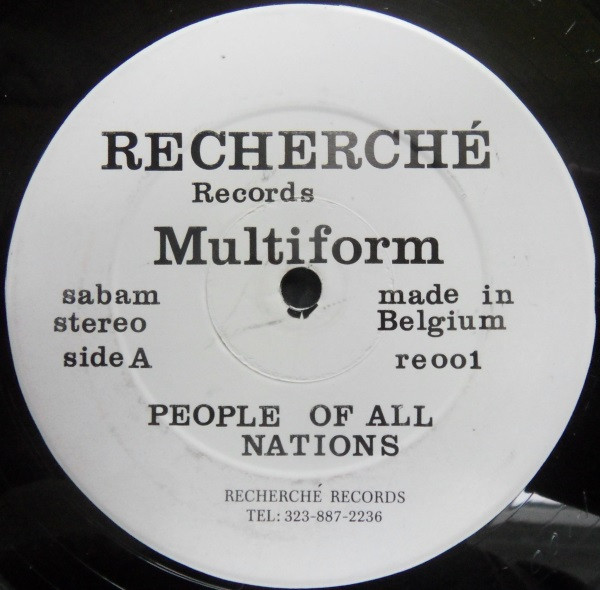 RECHERCHÉ
Records
Multiform
sabam made in
stereo Belgium
side A re001
PEOPLE OF ALL
NATIONS
RECHERCHÉ RECORDS
TEL: 323-887-2236